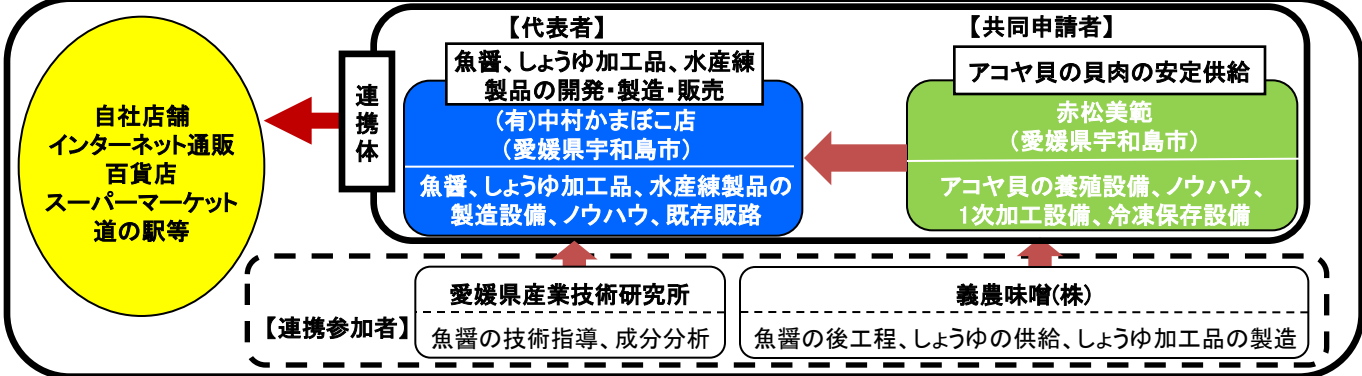 【代表者】
魚醤、しょうゆ加工品、水産練
製品の開発・製造・販売
(有)中村かまぼこ店
(愛媛県宇和島市)
魚醤、しょうゆ加工品、水産練製品の
製造設備、ノウハウ、既存販路
【共同申請者】
アコヤ貝の貝肉の安定供給
赤松美範
(愛媛県宇和島市)
アコヤ貝の養殖設備、ノウハウ、
1次加工設備、冷凍保存設備
連携体
自社店舗
インターネット通販
百貨店
スーパーマーケット
道の駅等
【連携参加者】
愛媛県産業技術研究所
魚醤の技術指導、成分分析
義農味噌(株)
魚醤の後工程、しょうゆの供給、しょうゆ加工品の製造